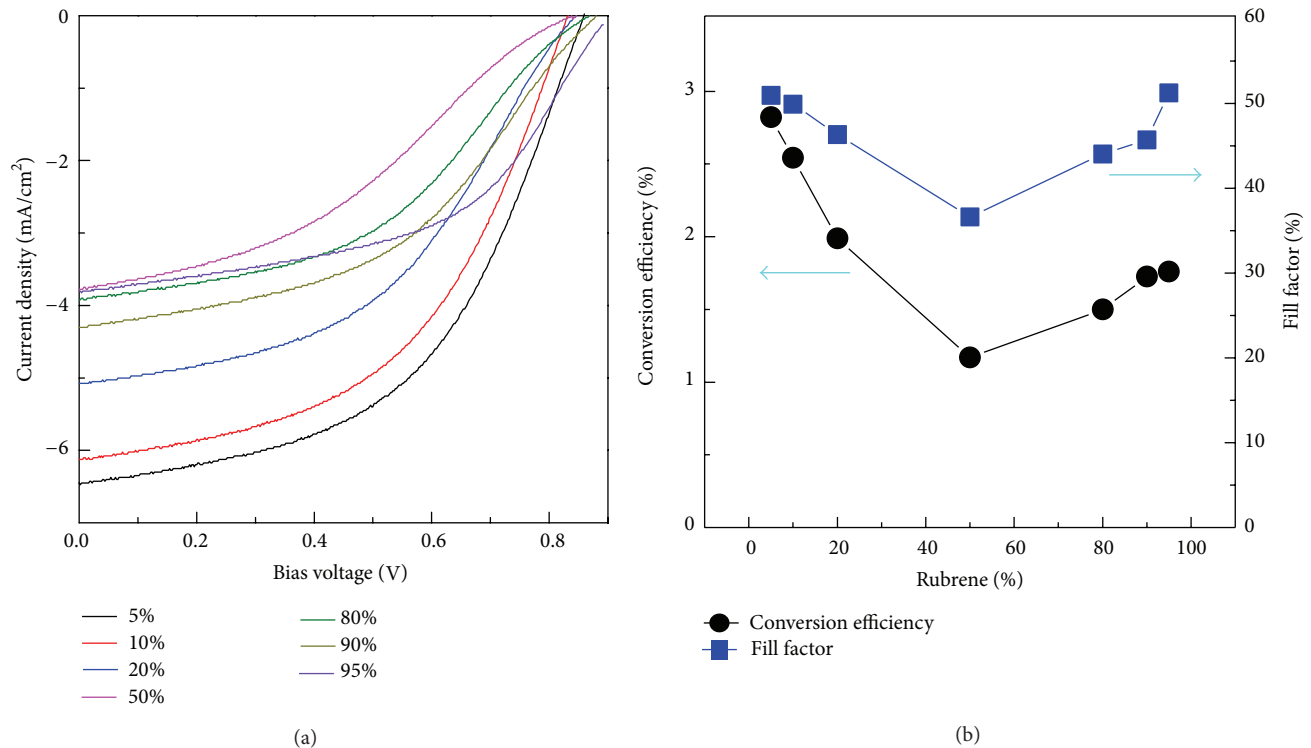 0
−2
−4
−6
Current density (mA/cm²)
0.0 0.2 0.4 0.6 0.8
Bias voltage (V)
5%
10%
20%
50%
80%
90%
95%
(a)
3
2
1
0
Conversion efficiency (%)
60
50
40
30
20
10
0
Fill factor (%)
0 20 40 60 80 100
Rubrene (%)
Conversion efficiency
Fill factor
(b)